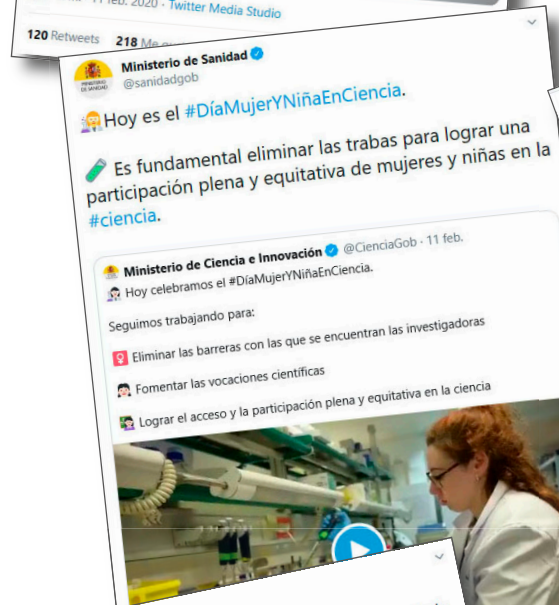 feb. 2020 · Twitter Media Studio
120 Retweets 218
Ministerio de Sanidad
@sanidadgob
Hoy es el #DíaMujerYNiñaEnCiencia.
Es fundamental eliminar las trabas para lograr una
participación plena y equitativa de mujeres y niñas en la
#ciencia.
Ministerio de Ciencia e Innovación @CienciaGob · 11 feb.
Hoy celebramos el #DíaMujerYNiñaEnCiencia.
Seguimos trabajando para:
Eliminar las barreras con las que se encuentran las investigadoras
Fomentar las vocaciones científicas
Lograr el acceso y la participación plena y equitativa en la ciencia